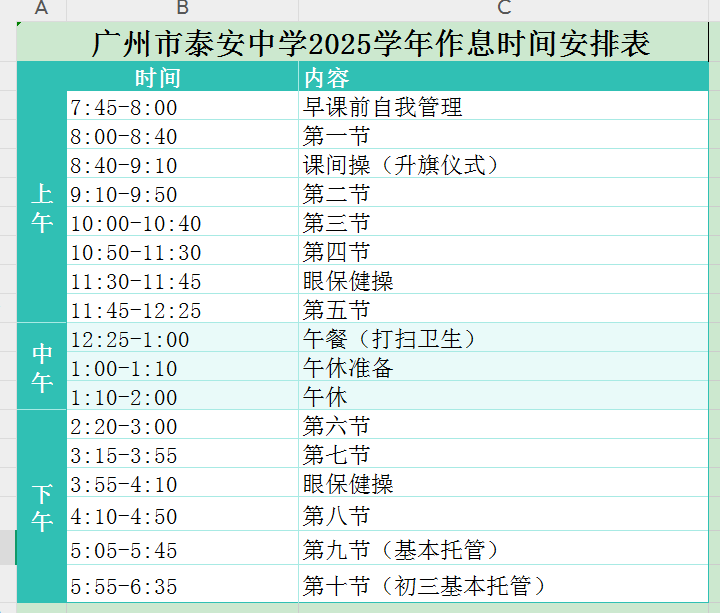 A B C
广州市泰安中学2025学年作息时间安排表
时间 内容
上午
7:45-8:00 早课前自我管理
8:00-8:40 第一节
8:40-9:10 课间操（升旗仪式）
9:10-9:50 第二节
10:00-10:40 第三节
10:50-11:30 第四节
11:30-11:45 眼保健操
11:45-12:25 第五节
中午
12:25-1:00 午餐（打扫卫生）
1:00-1:10 午休准备
1:10-2:00 午休
下午
2:20-3:00 第六节
3:15-3:55 第七节
3:55-4:10 眼保健操
4:10-4:50 第八节
5:05-5:45 第九节（基本托管）
5:55-6:35 第十节（初三基本托管）